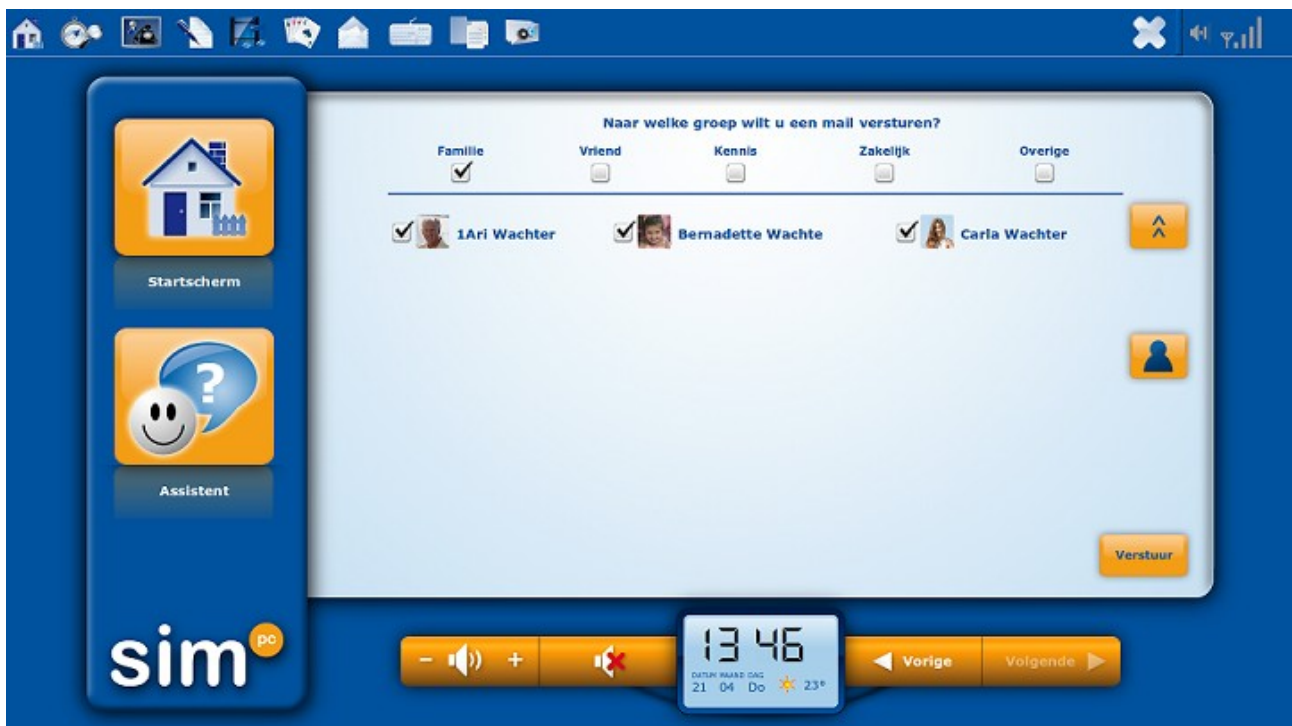 Naar welke groep wilt u een mail versturen?
Familie Vriend Kennis Zakelijk Overige
1Ari Wachter Bernadette Wachte Carla Wachter
Startscherm
?
Assistent
Verstuur
sim pc
- + 13 46 Vorige Volgende
DATUM MAAND DAG
21 04 Do 23°